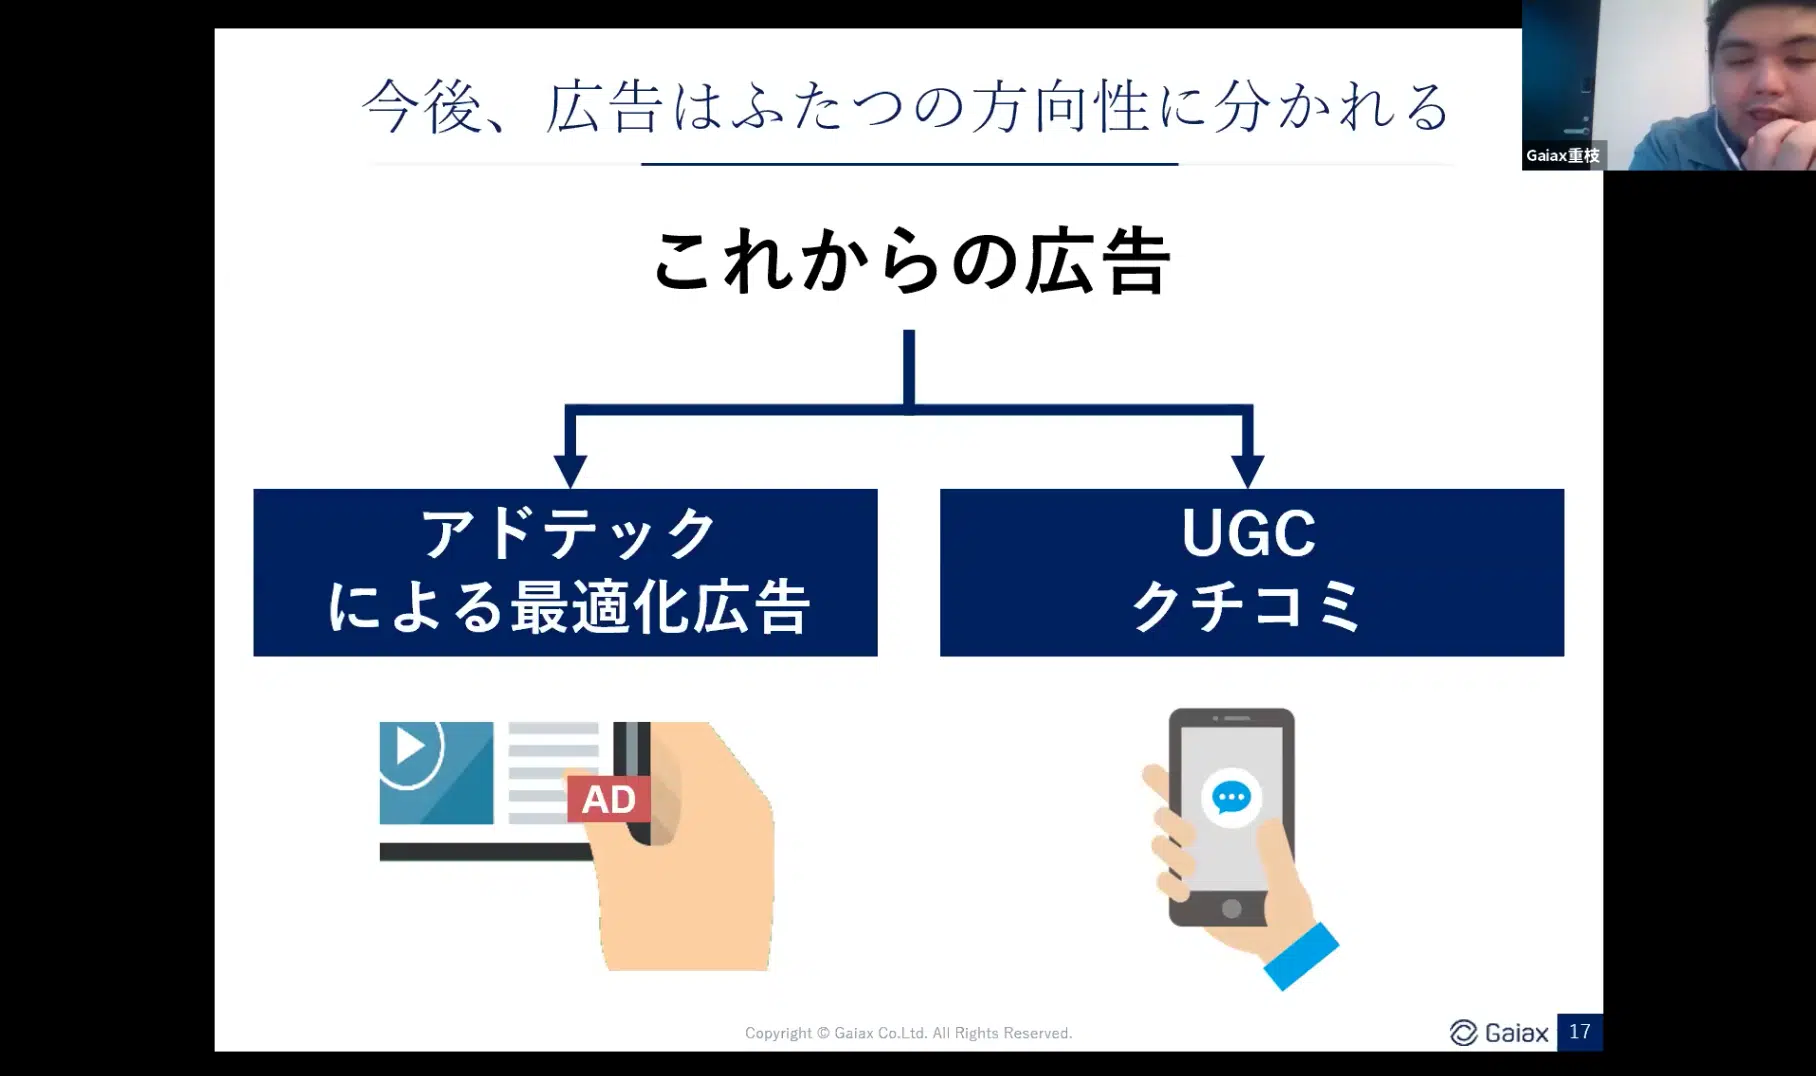 今後、広告はふたつの方向性に分かれる
Gaiax重枝
これからの広告
アドテック
による最適化広告
UGC
クチコミ
AD
Copyright © Gaiax Co.Ltd. All Rights Reserved.
Gaiax
17